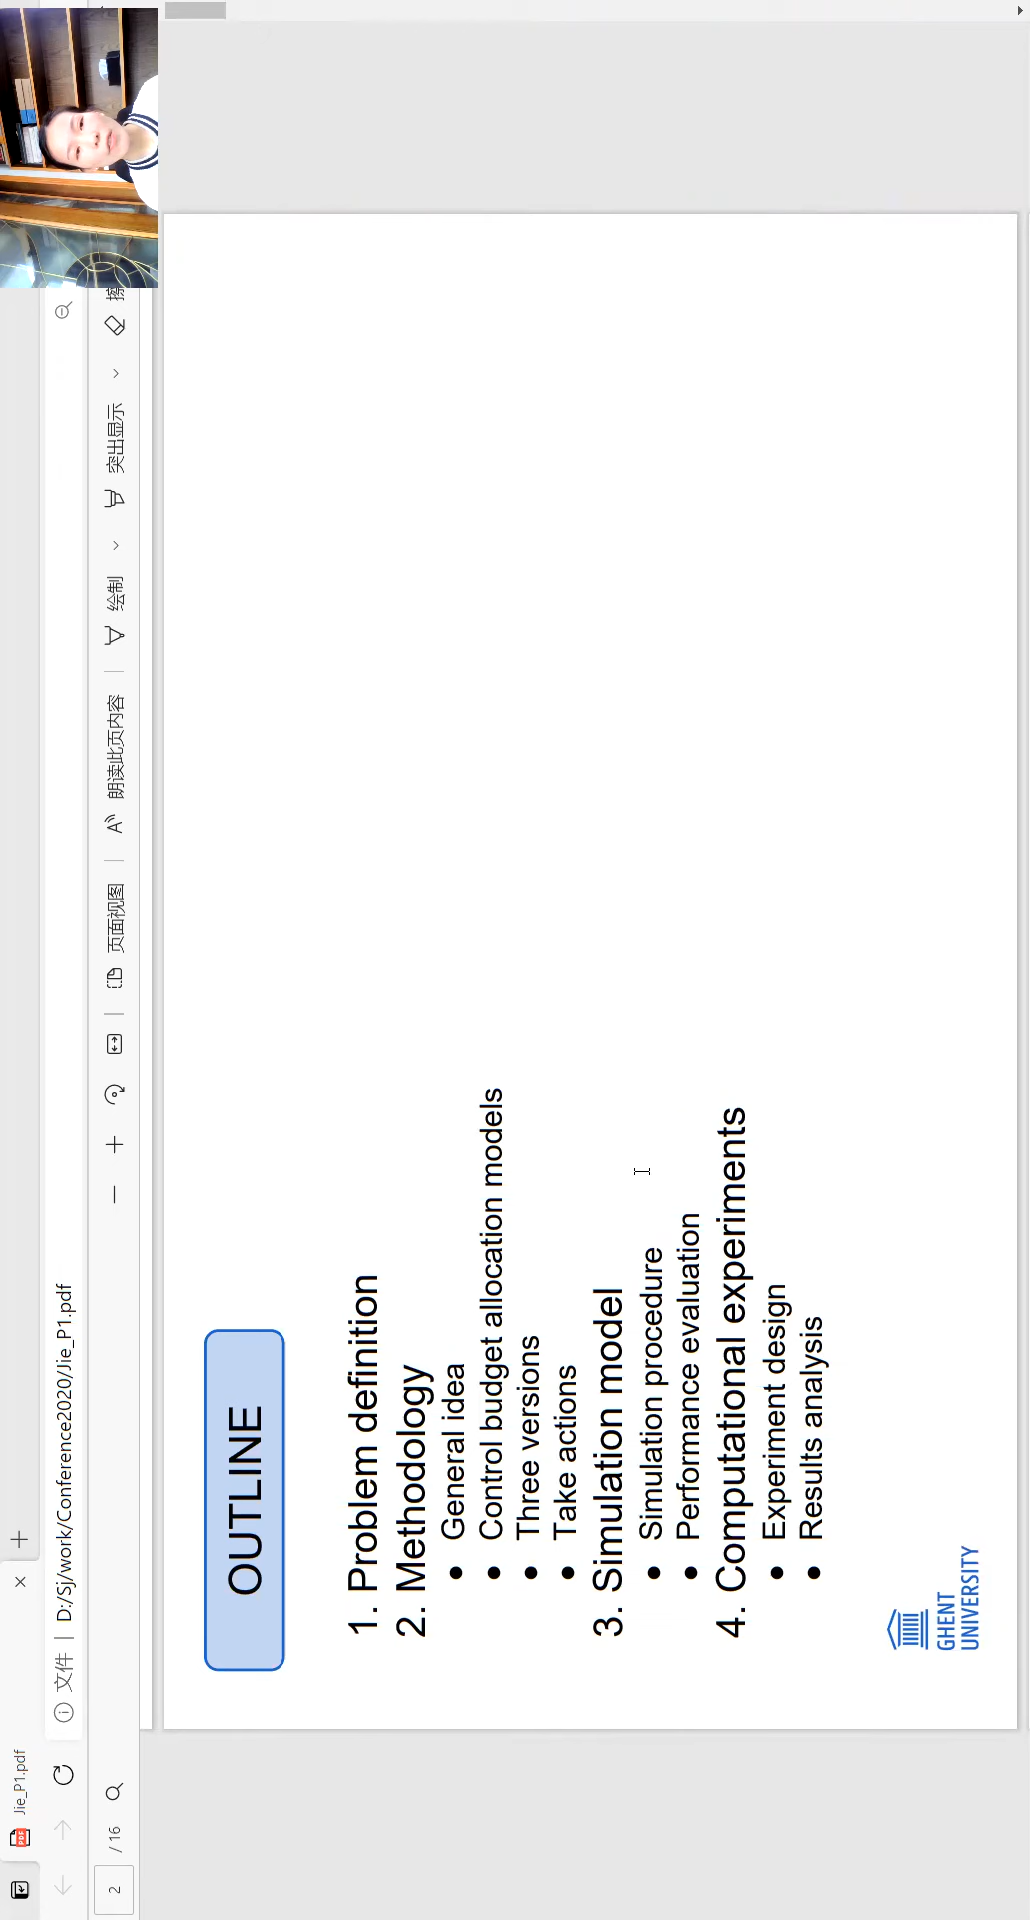 Jie_P1.pdf
文件 | D:/Sj/work/Conference2020/Jie_P1.pdf
2 / 16
页面视图
朗读此页内容
绘制
突出显示
OUTLINE
1. Problem definition
2. Methodology
• General idea
• Control budget allocation models
• Three versions
• Take actions
3. Simulation model
• Simulation procedure
• Performance evaluation
4. Computational experiments
• Experiment design
• Results analysis
GHENT
UNIVERSITY